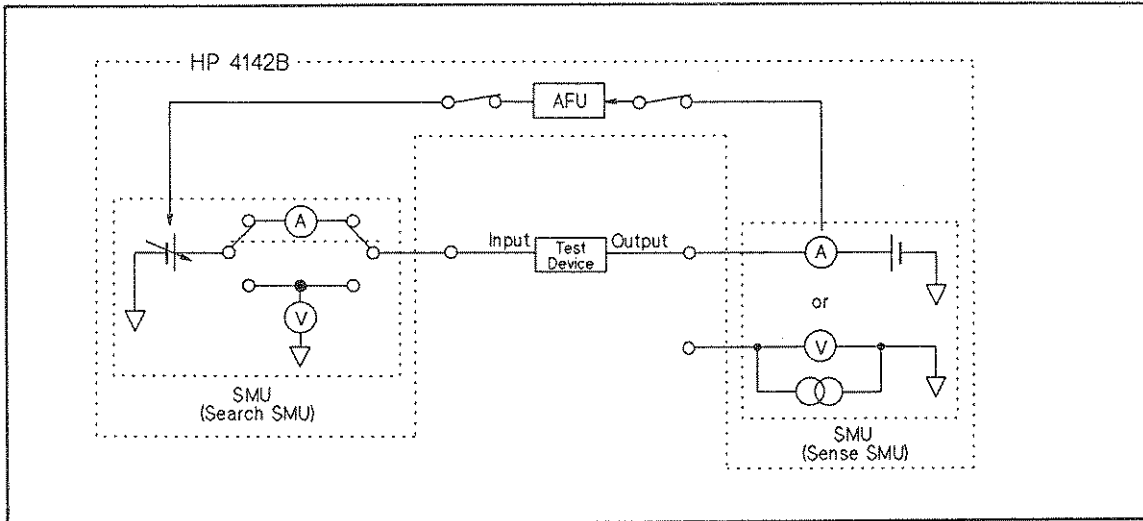 HP 4142B
AFU
A
Input
Test
Device
Output
A
or
V
V
SMU
(Search SMU)
SMU
(Sense SMU)